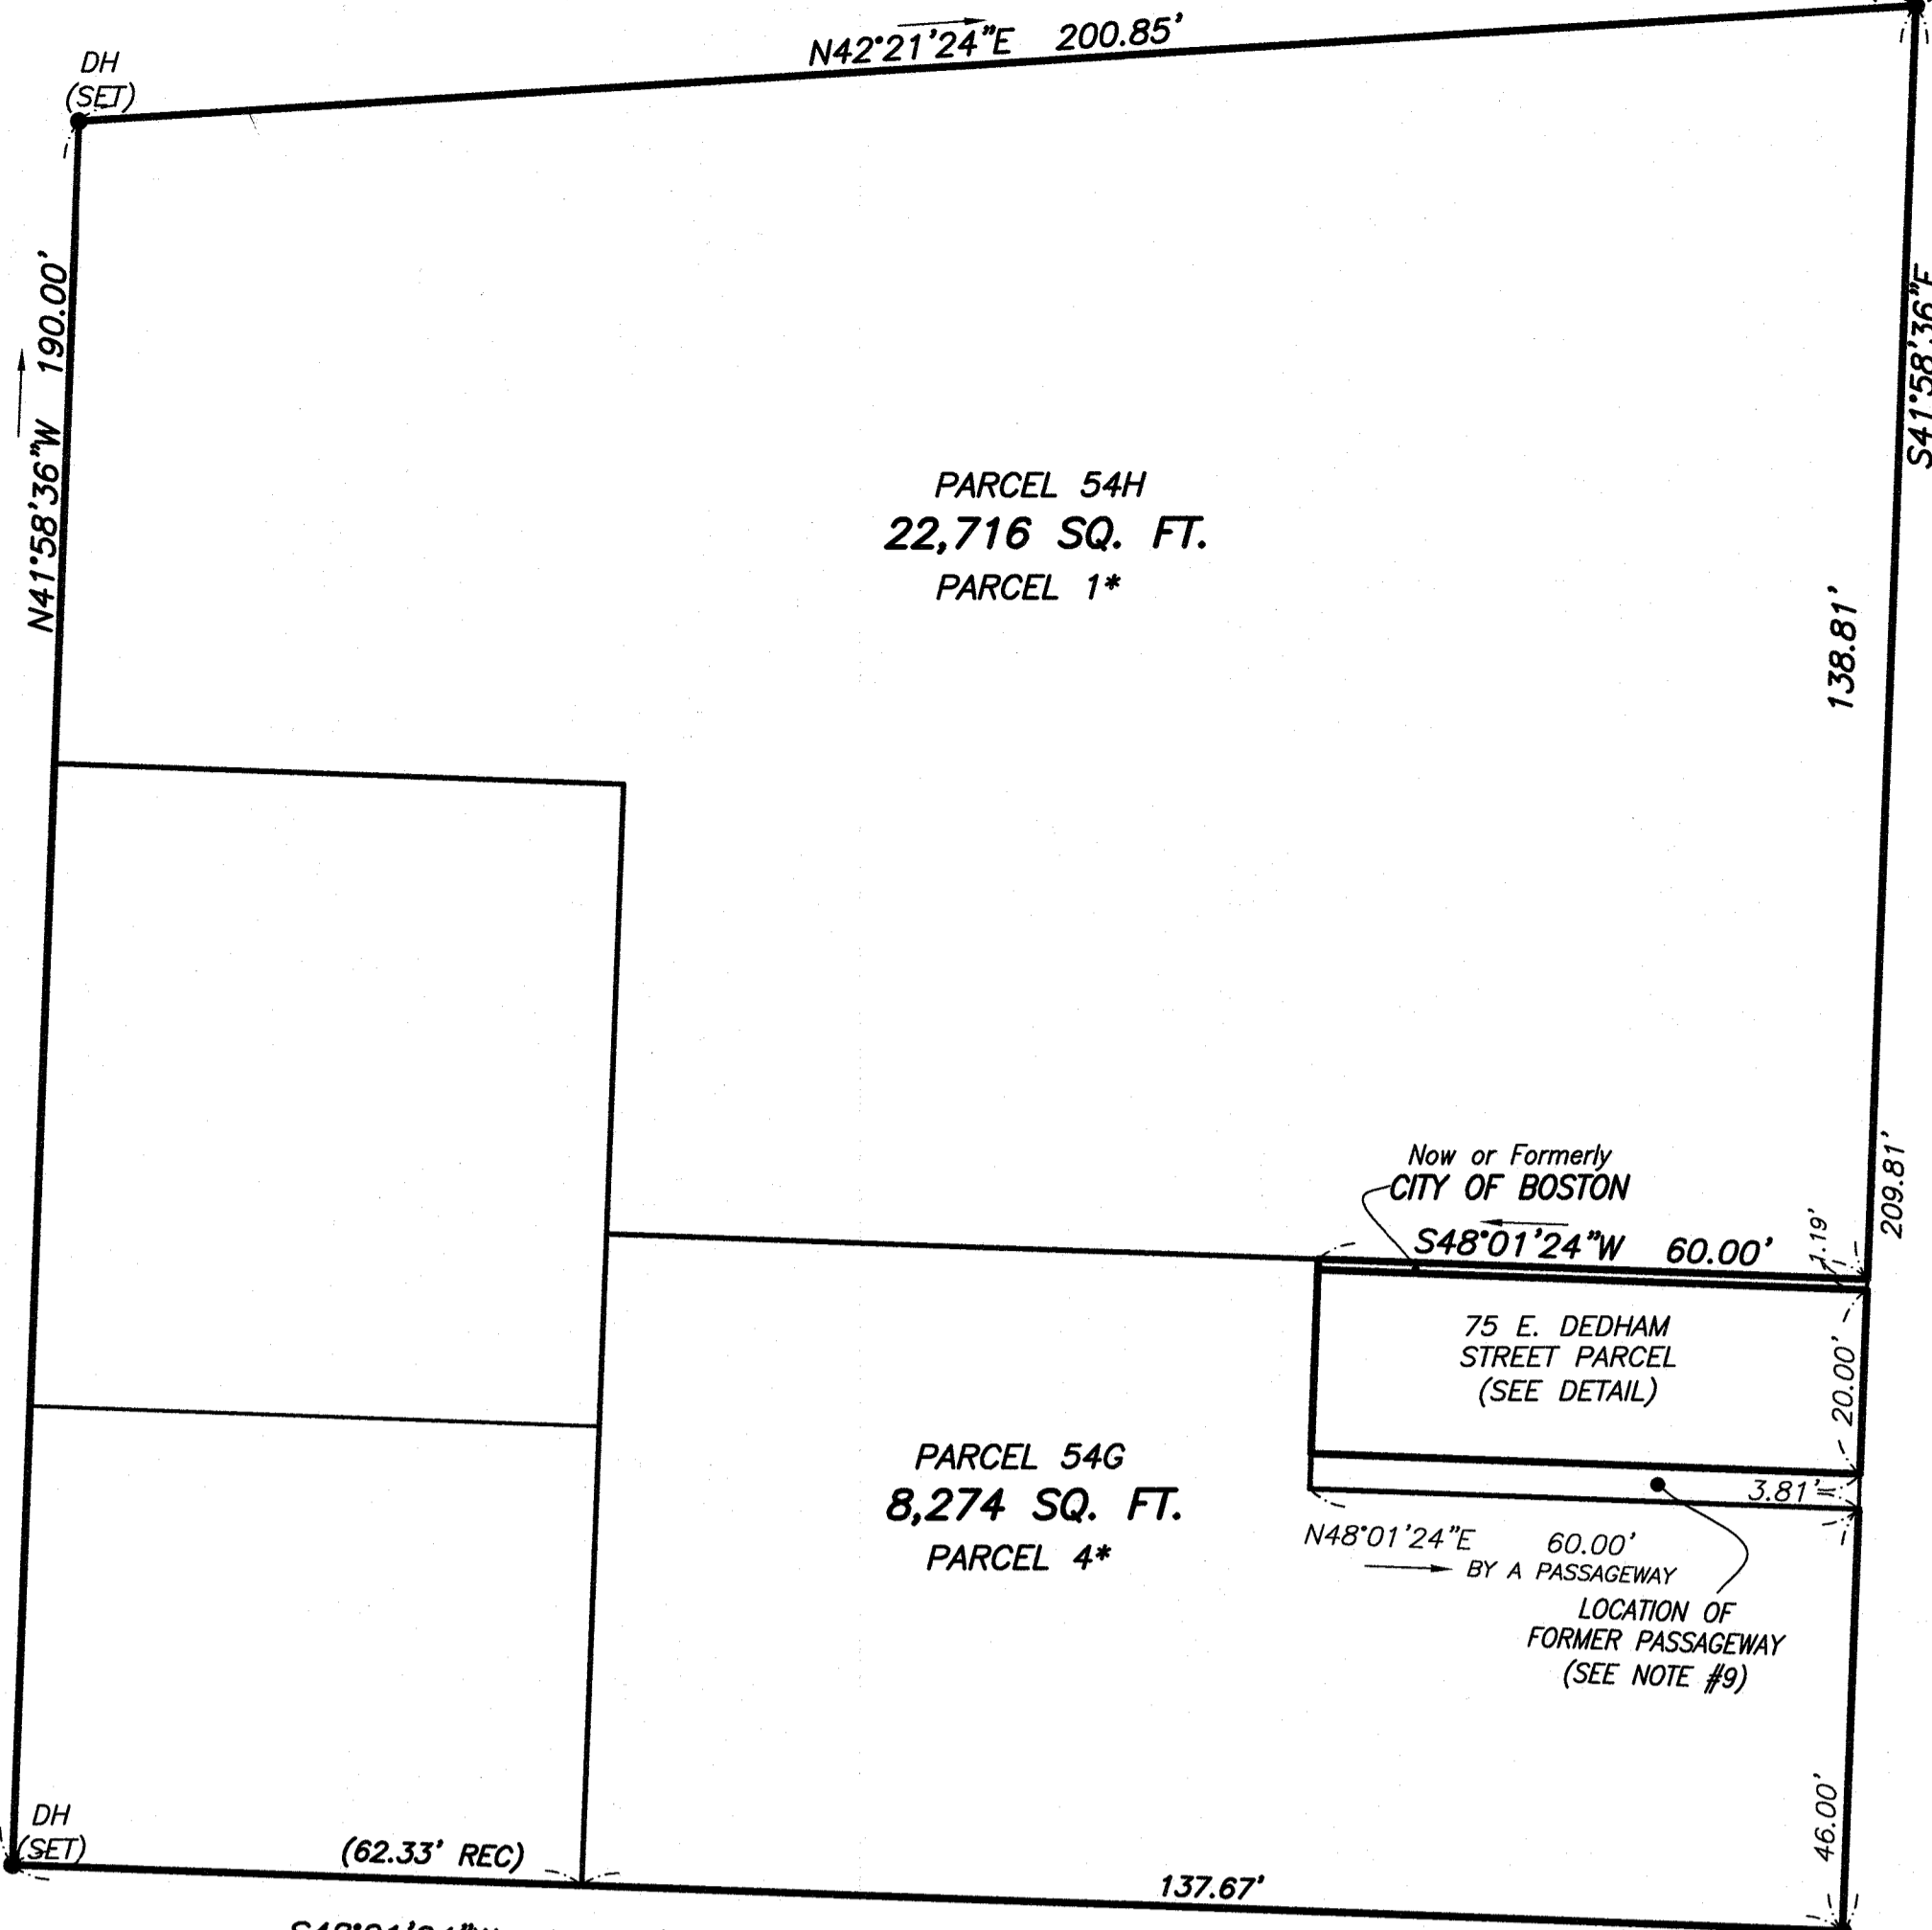 N42°21'24"E 200.85'
DH
(SET)
N41°58'36"W 190.00'
S41°58'36"E
PARCEL 54H
22,716 SQ. FT.
PARCEL 1*
138.81'
209.81'
Now or Formerly
CITY OF BOSTON
S48°01'24"W 60.00'
1.19'
75 E. DEDHAM
STREET PARCEL
(SEE DETAIL)
20.00'
3.81'
PARCEL 54G
8,274 SQ. FT.
PARCEL 4*
N48°01'24"E 60.00'
BY A PASSAGEWAY
LOCATION OF
FORMER PASSAGEWAY
(SEE NOTE #9)
46.00'
DH
(SET)
(62.33' REC)
137.67'